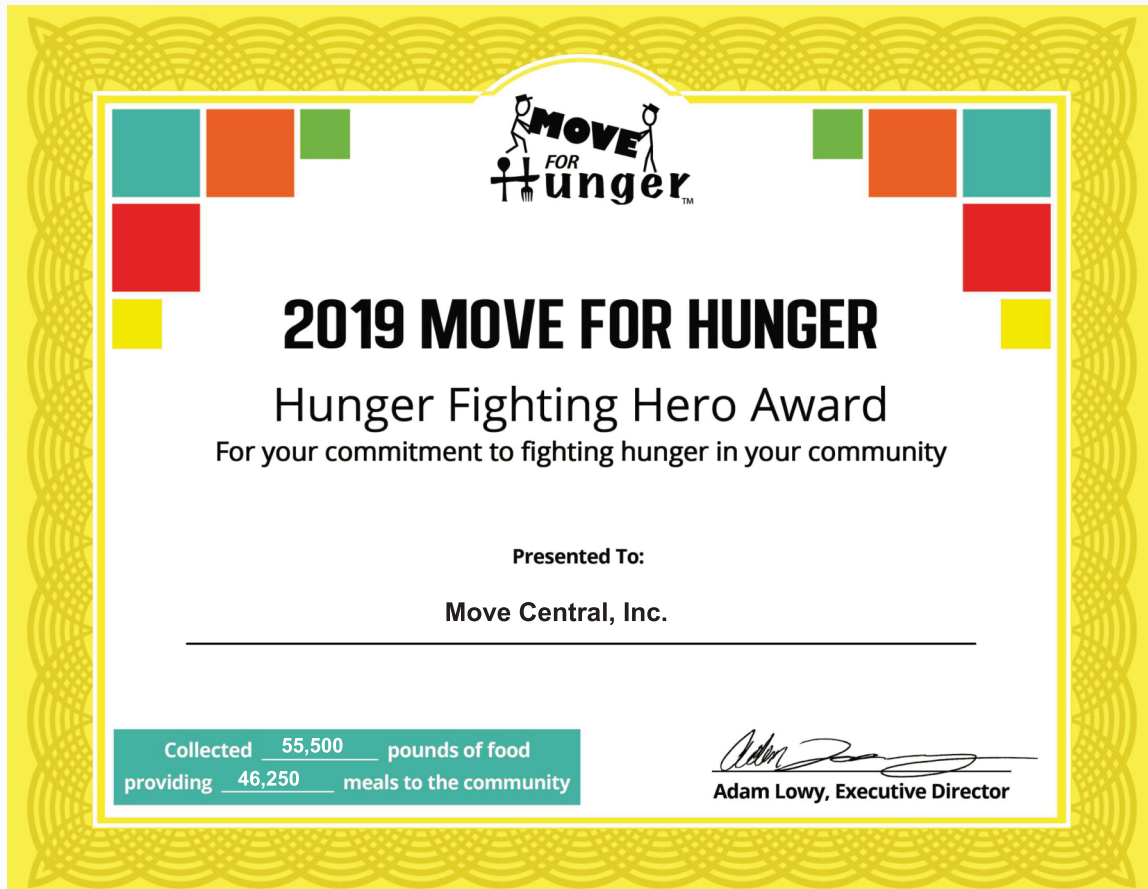 MOVE
FOR
Hunger™
2019 MOVE FOR HUNGER
Hunger Fighting Hero Award
For your commitment to fighting hunger in your community
Presented To:
Move Central, Inc.
Collected 55,500 pounds of food
providing 46,250 meals to the community
Adam Lowy, Executive Director